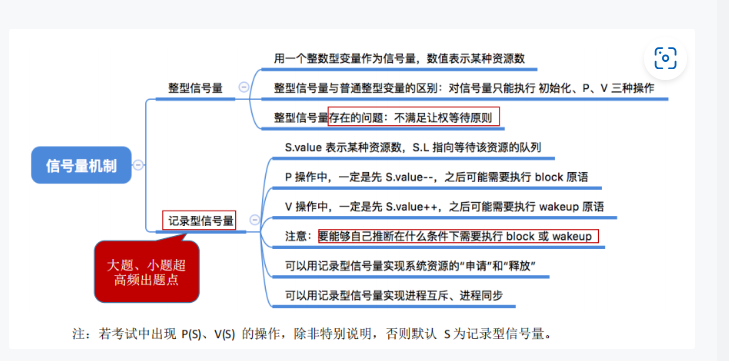 用一个整数型变量作为信号量，数值表示某种资源数
整型信号量
整型信号量与普通整型变量的区别：对信号量只能执行 初始化、P、V 三种操作
整型信号量存在的问题：不满足让权等待原则
信号量机制
S.value 表示某种资源数，S.L 指向等待该资源的队列
P 操作中，一定是先 S.value--，之后可能需要执行 block 原语
V 操作中，一定是先 S.value++，之后可能需要执行 wakeup 原语
记录型信号量
注意：要能够自己推断在什么条件下需要执行 block 或 wakeup
可以用记录型信号量实现系统资源的“申请”和“释放”
可以用记录型信号量实现进程互斥、进程同步
大题、小题超
高频出题点
注：若考试中出现 P(S)、V(S) 的操作，除非特别说明，否则默认 S 为记录型信号量。